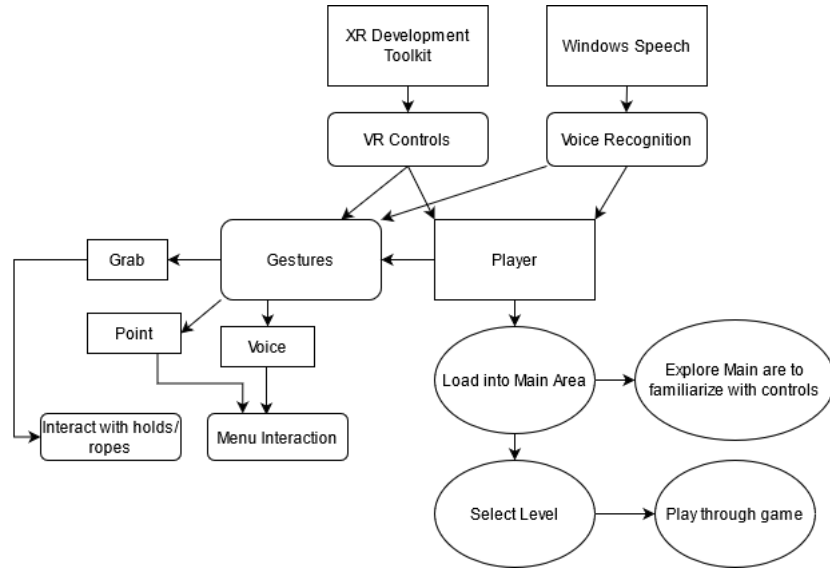 XR Development
Toolkit
Windows Speech
VR Controls
Voice Recognition
Grab
Gestures
Player
Point
Voice
Load into Main Area
Explore Main are to
familiarize with controls
Interact with holds/
ropes
Menu Interaction
Select Level
Play through game